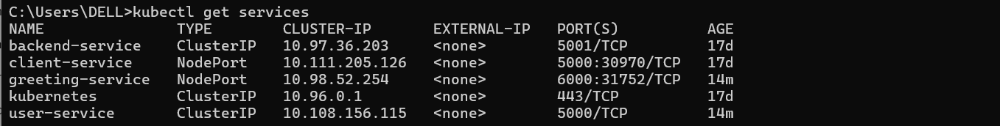 C:\Users\DELL>kubectl get services
NAME               TYPE        CLUSTER-IP       EXTERNAL-IP   PORT(S)          AGE
backend-service    ClusterIP   10.97.36.203     <none>        5001/TCP         17d
client-service     NodePort    10.111.205.126   <none>        5000:30970/TCP   17d
greeting-service   NodePort    10.98.52.254     <none>        6000:31752/TCP   14m
kubernetes         ClusterIP   10.96.0.1        <none>        443/TCP          17d
user-service       ClusterIP   10.108.156.115   <none>        5000/TCP         14m